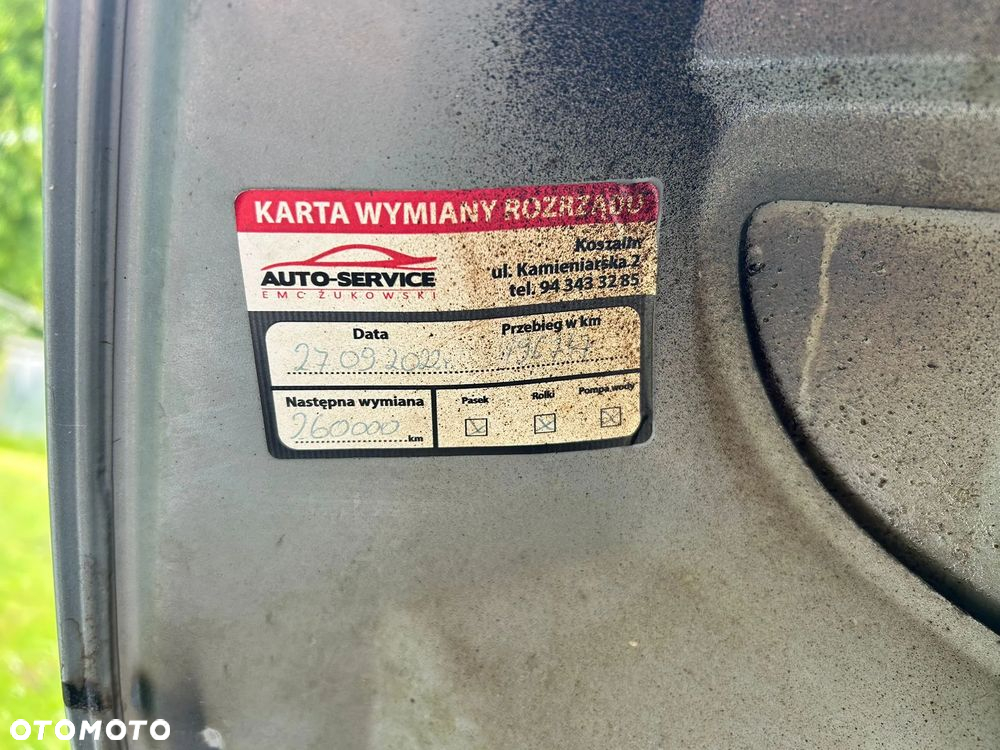 KARTA WYMIANY ROZRZĄDU
AUTO-SERVICE
EMC ŻUKOWSKI
Koszalin
ul. Kamieniarska 2
tel. 94 343 32 85
Data
Przebieg w km
27.09.2022r.
Następna wymiana
260000 km
Pasek
Rolki
Pompa wody
OTOMOTO